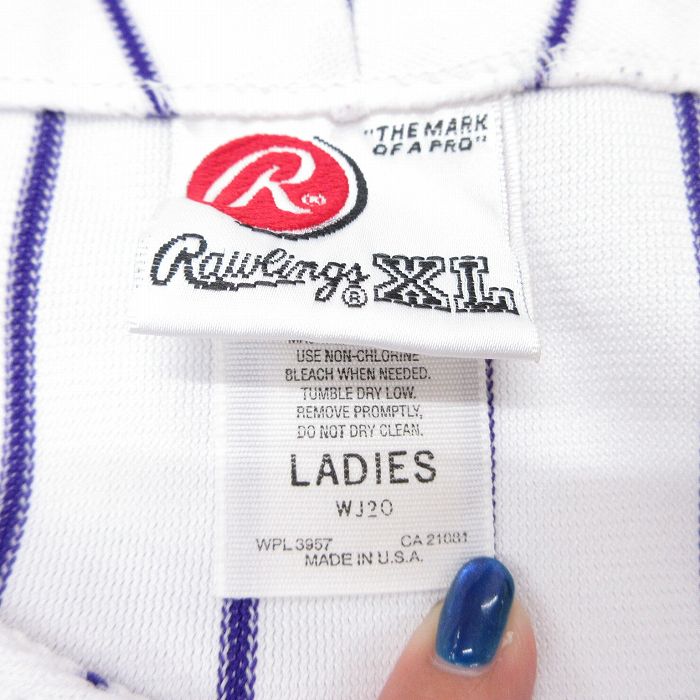 "THE MARK
OF A PRO"
R®
Rawlings® XL
USE NON-CHLORINE
BLEACH WHEN NEEDED.
TUMBLE DRY LOW.
REMOVE PROMPTLY,
DO NOT DRY CLEAN.
LADIES
WJ20
WPL 3957 CA 21081
MADE IN U.S.A.